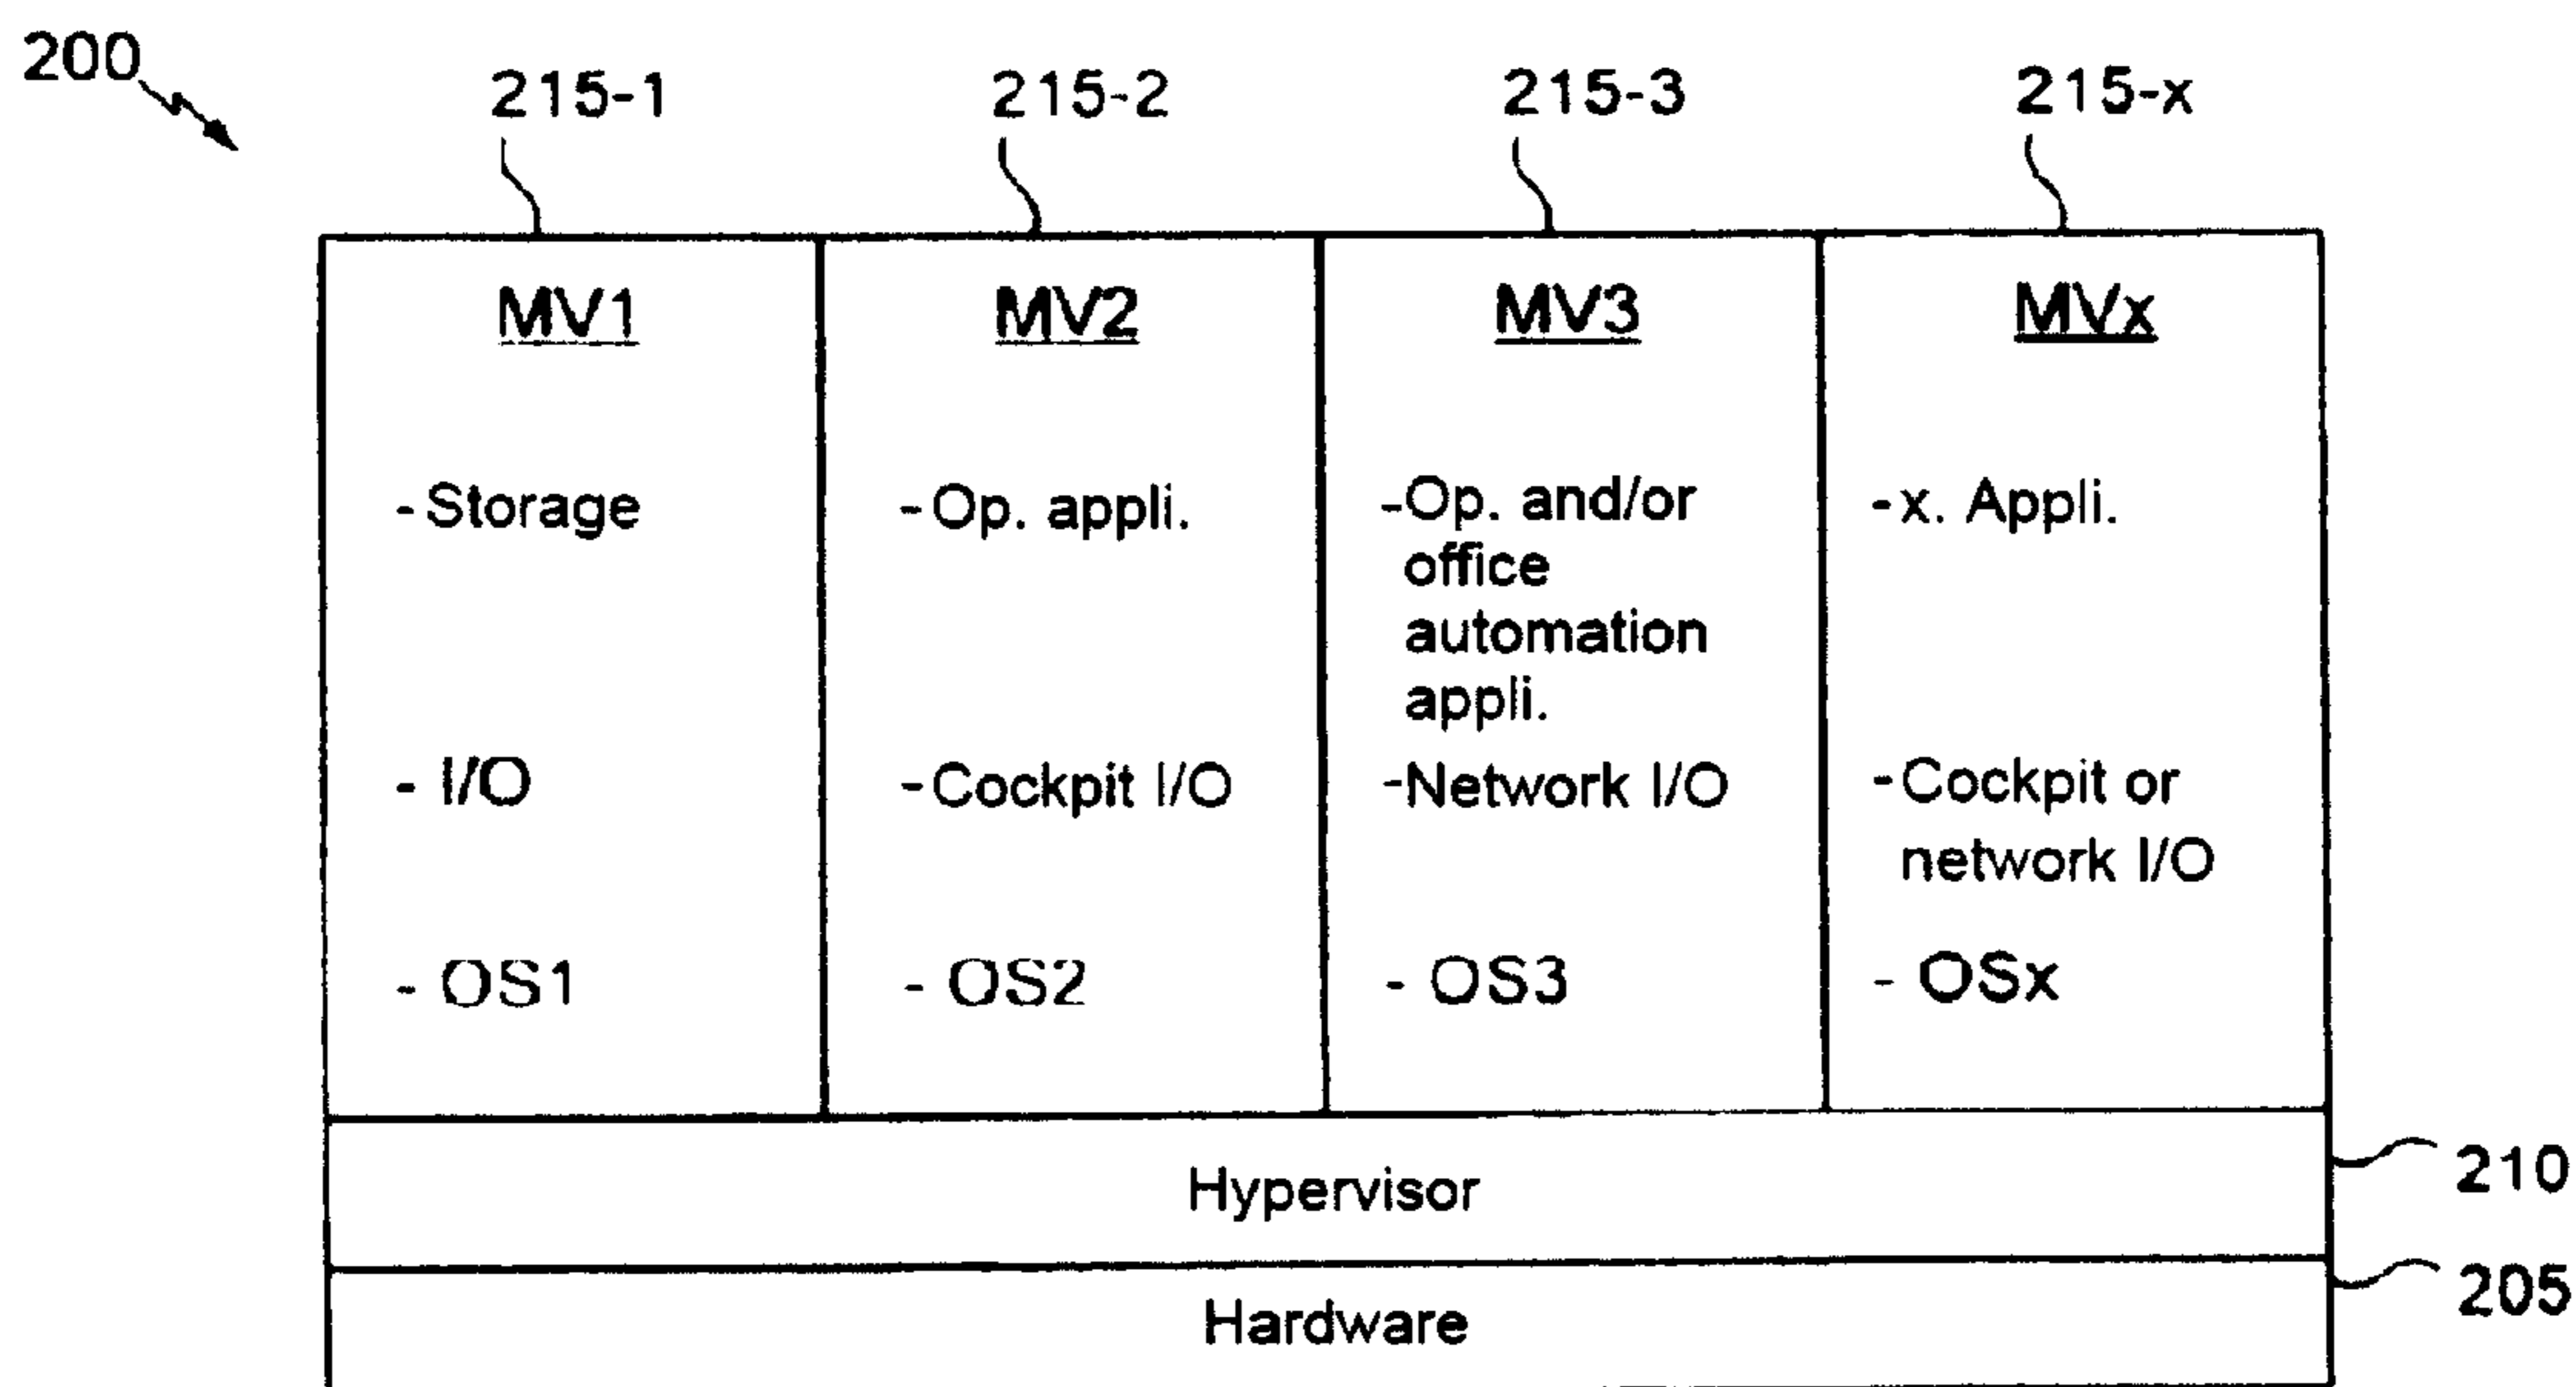 200
215-1
215-2
215-3
215-x
MV1
MV2
MV3
MVx
- Storage
- Op. appli.
- Op. and/or
office
automation
appli.
- x. Appli.
- I/O
- Cockpit I/O
- Network I/O
- Cockpit or
network I/O
- OS1
- OS2
- OS3
- OSx
Hypervisor
210
Hardware
205